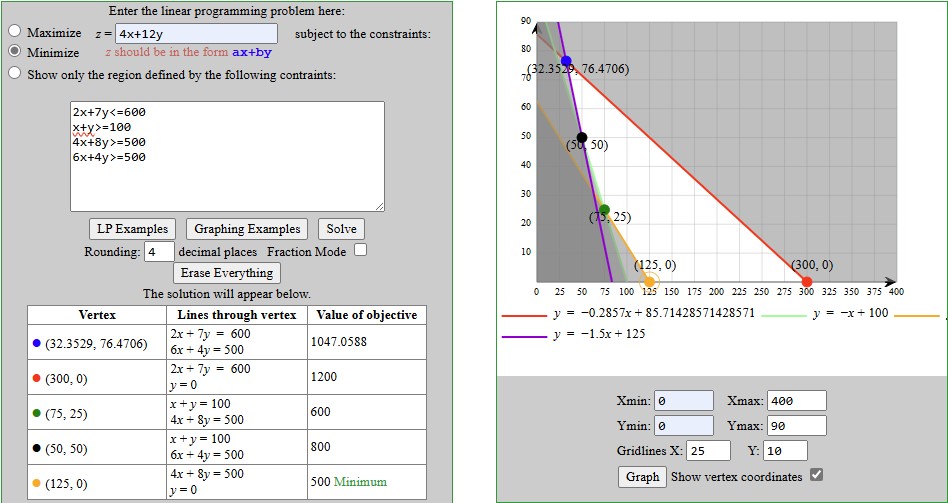 Enter the linear programming problem here:
Maximize z = 4x+12y subject to the constraints:
Minimize z should be in the form ax+by
Show only the region defined by the following contraints:
2x+7y<=600
x+y>=100
4x+8y>=500
6x+4y>=500
LP Examples Graphing Examples Solve
Rounding: 4 decimal places Fraction Mode
Erase Everything
The solution will appear below.
Vertex Lines through vertex Value of objective
(32.3529, 76.4706) 2x + 7y = 600 1047.0588
6x + 4y = 500
(300, 0) 2x + 7y = 600 1200
y = 0
(75, 25) x + y = 100 600
4x + 8y = 500
(50, 50) x + y = 100 800
6x + 4y = 500
(125, 0) 4x + 8y = 500 500 Minimum
y = 0
90
80
(32.3529, 76.4706)
70
60
50
(50, 50)
40
30
(75, 25)
20
10
(125, 0) (300, 0)
0 25 50 75 100 125 150 175 200 225 250 275 300 325 350 375 400
y = −0.2857x + 85.71428571428571 y = −x + 100
y = −1.5x + 125
Xmin: 0 Xmax: 400
Ymin: 0 Ymax: 90
Gridlines X: 25 Y: 10
Graph Show vertex coordinates